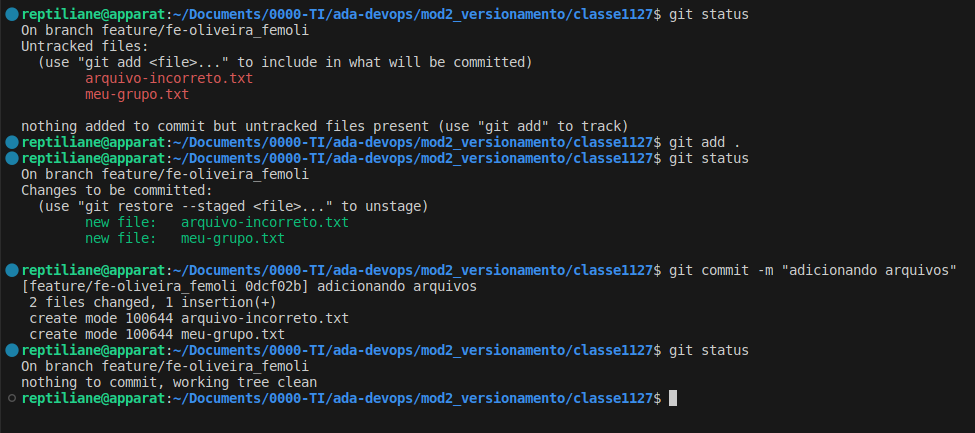 reptiliane@apparat:~/Documents/0000-TI/ada-devops/mod2_versionamento/classe1127$ git status
On branch feature/fe-oliveira_femoli
Untracked files:
  (use "git add <file>..." to include in what will be committed)
        arquivo-incorreto.txt
        meu-grupo.txt

nothing added to commit but untracked files present (use "git add" to track)
reptiliane@apparat:~/Documents/0000-TI/ada-devops/mod2_versionamento/classe1127$ git add .
reptiliane@apparat:~/Documents/0000-TI/ada-devops/mod2_versionamento/classe1127$ git status
On branch feature/fe-oliveira_femoli
Changes to be committed:
  (use "git restore --staged <file>..." to unstage)
        new file:   arquivo-incorreto.txt
        new file:   meu-grupo.txt

reptiliane@apparat:~/Documents/0000-TI/ada-devops/mod2_versionamento/classe1127$ git commit -m "adicionando arquivos"
[feature/fe-oliveira_femoli 0dcf02b] adicionando arquivos
 2 files changed, 1 insertion(+)
 create mode 100644 arquivo-incorreto.txt
 create mode 100644 meu-grupo.txt
reptiliane@apparat:~/Documents/0000-TI/ada-devops/mod2_versionamento/classe1127$ git status
On branch feature/fe-oliveira_femoli
nothing to commit, working tree clean
reptiliane@apparat:~/Documents/0000-TI/ada-devops/mod2_versionamento/classe1127$